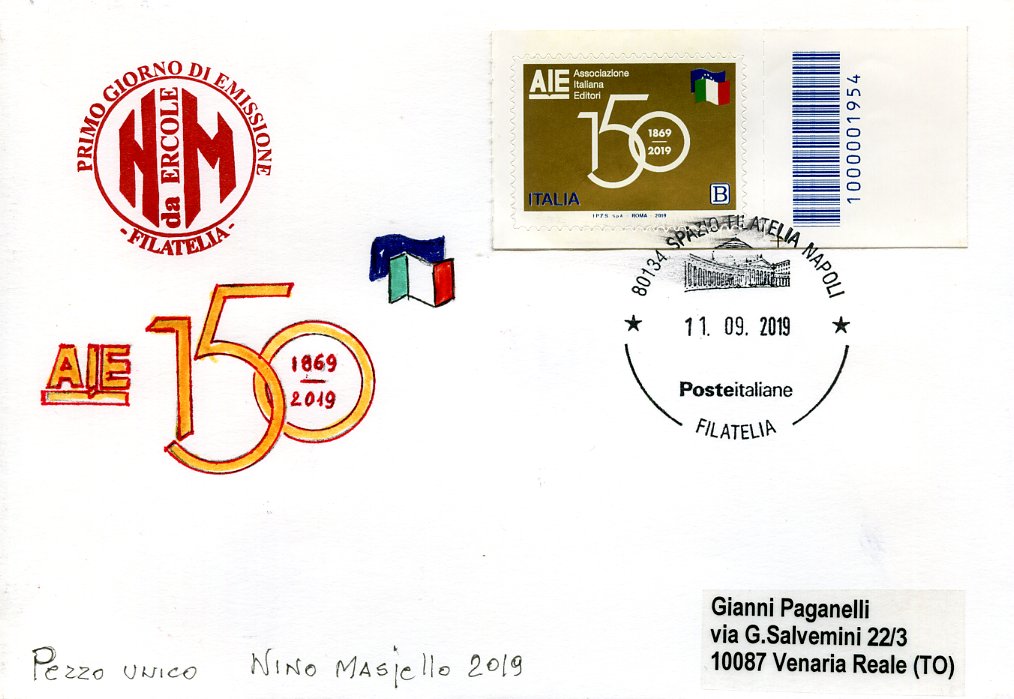 PRIMO GIORNO DI EMISSIONE
NM
da ERCOLE
- FILATELIA -
AIE Associazione
Italiana
Editori
150
1869
2019
ITALIA
B
I.P.Z.S. S.p.A. - ROMA - 2019
1000001954
80134 SPAZIO FILATELIA NAPOLI
★ 11. 09. 2019 ★
Posteitaliane
FILATELIA
AIE
150
1869
2019
Gianni Paganelli
via G.Salvemini 22/3
10087 Venaria Reale (TO)
Pezzo unico Nino Masiello 2019